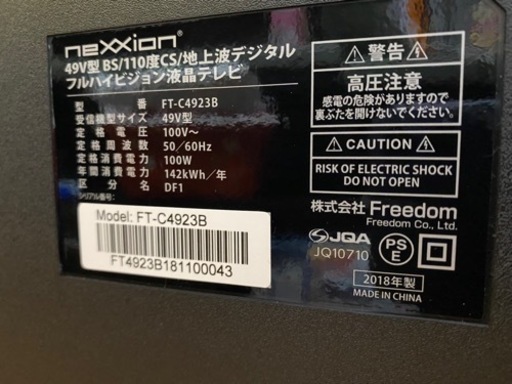 neXXion
49V型 BS/110度CS/地上波デジタル
フルハイビジョン液晶テレビ
型 番 FT-C4923B
受信機型サイズ 49V型
定格電圧 100V～
定格周波数 50/60Hz
定格消費電力 100W
年間消費電力 142kWh/年
区分 DF1
シリアル番号
Model: FT-C4923B
FT4923B181100043
警告
高圧注意
感電の危険がありますので
裏ぶたを開けないでください。
CAUTION
RISK OF ELECTRIC SHOCK
DO NOT OPEN
株式会社 Freedom
Freedom Co., Ltd.
JQA
JQ10710
PS
E
2018年製
MADE IN CHINA